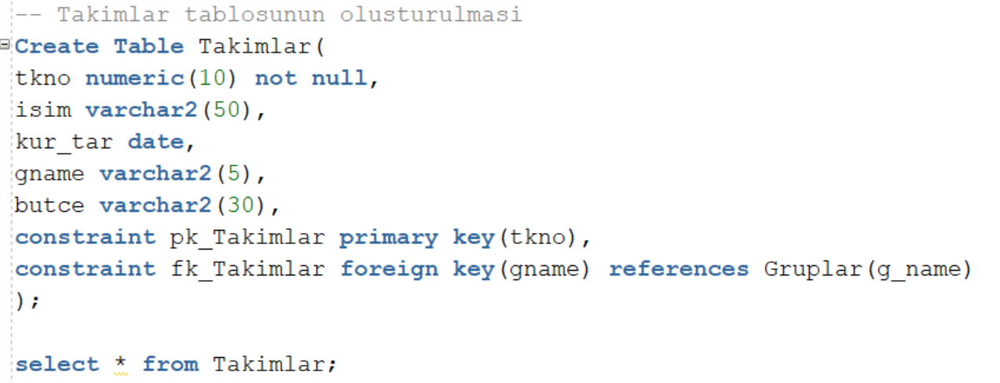 -- Takimlar tablosunun olusturulmasi
Create Table Takimlar(
tkno numeric(10) not null,
isim varchar2(50),
kur_tar date,
gname varchar2(5),
butce varchar2(30),
constraint pk_Takimlar primary key(tkno),
constraint fk_Takimlar foreign key(gname) references Gruplar(g_name)
);
select * from Takimlar;